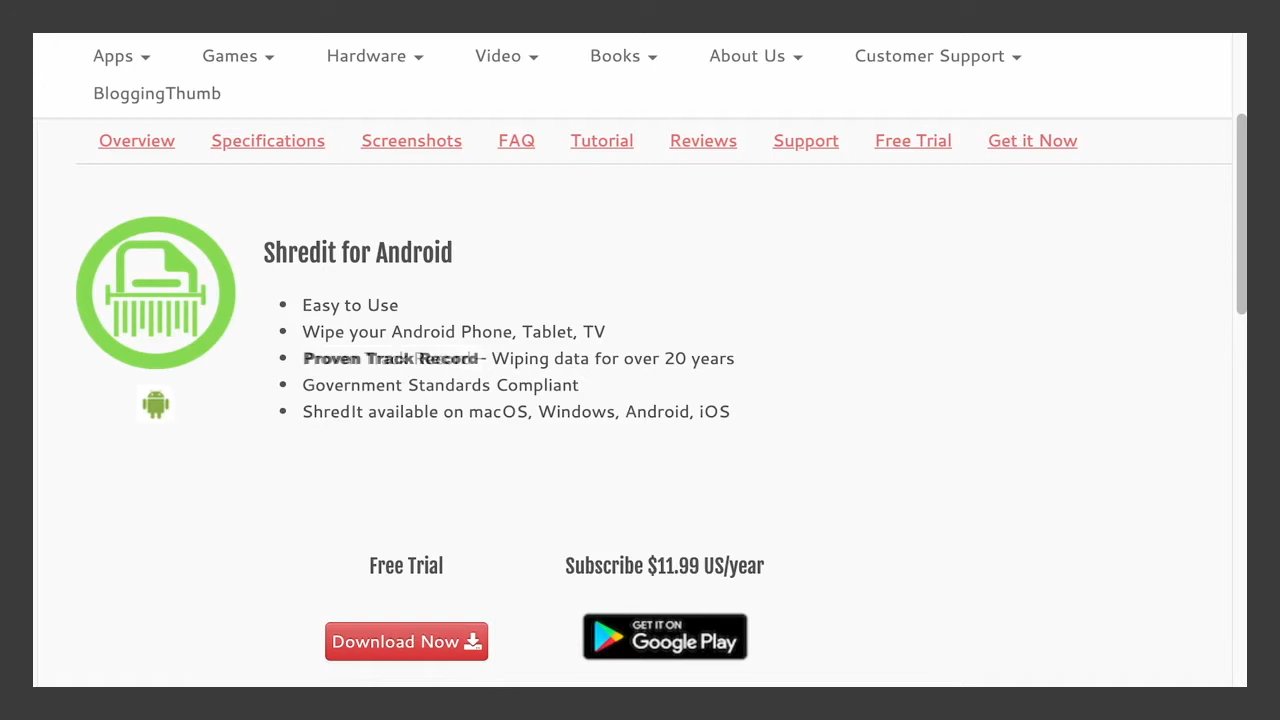 Apps Games Hardware Video Books About Us Customer Support
BloggingThumb
Overview Specifications Screenshots FAQ Tutorial Reviews Support Free Trial Get it Now
Shredit for Android
Easy to Use
Wipe your Android Phone, Tablet, TV
Proven Track Record - Wiping data for over 20 years
Government Standards Compliant
ShredIt available on macOS, Windows, Android, iOS
Free Trial Subscribe $11.99 US/year
Download Now GET IT ON Google Play